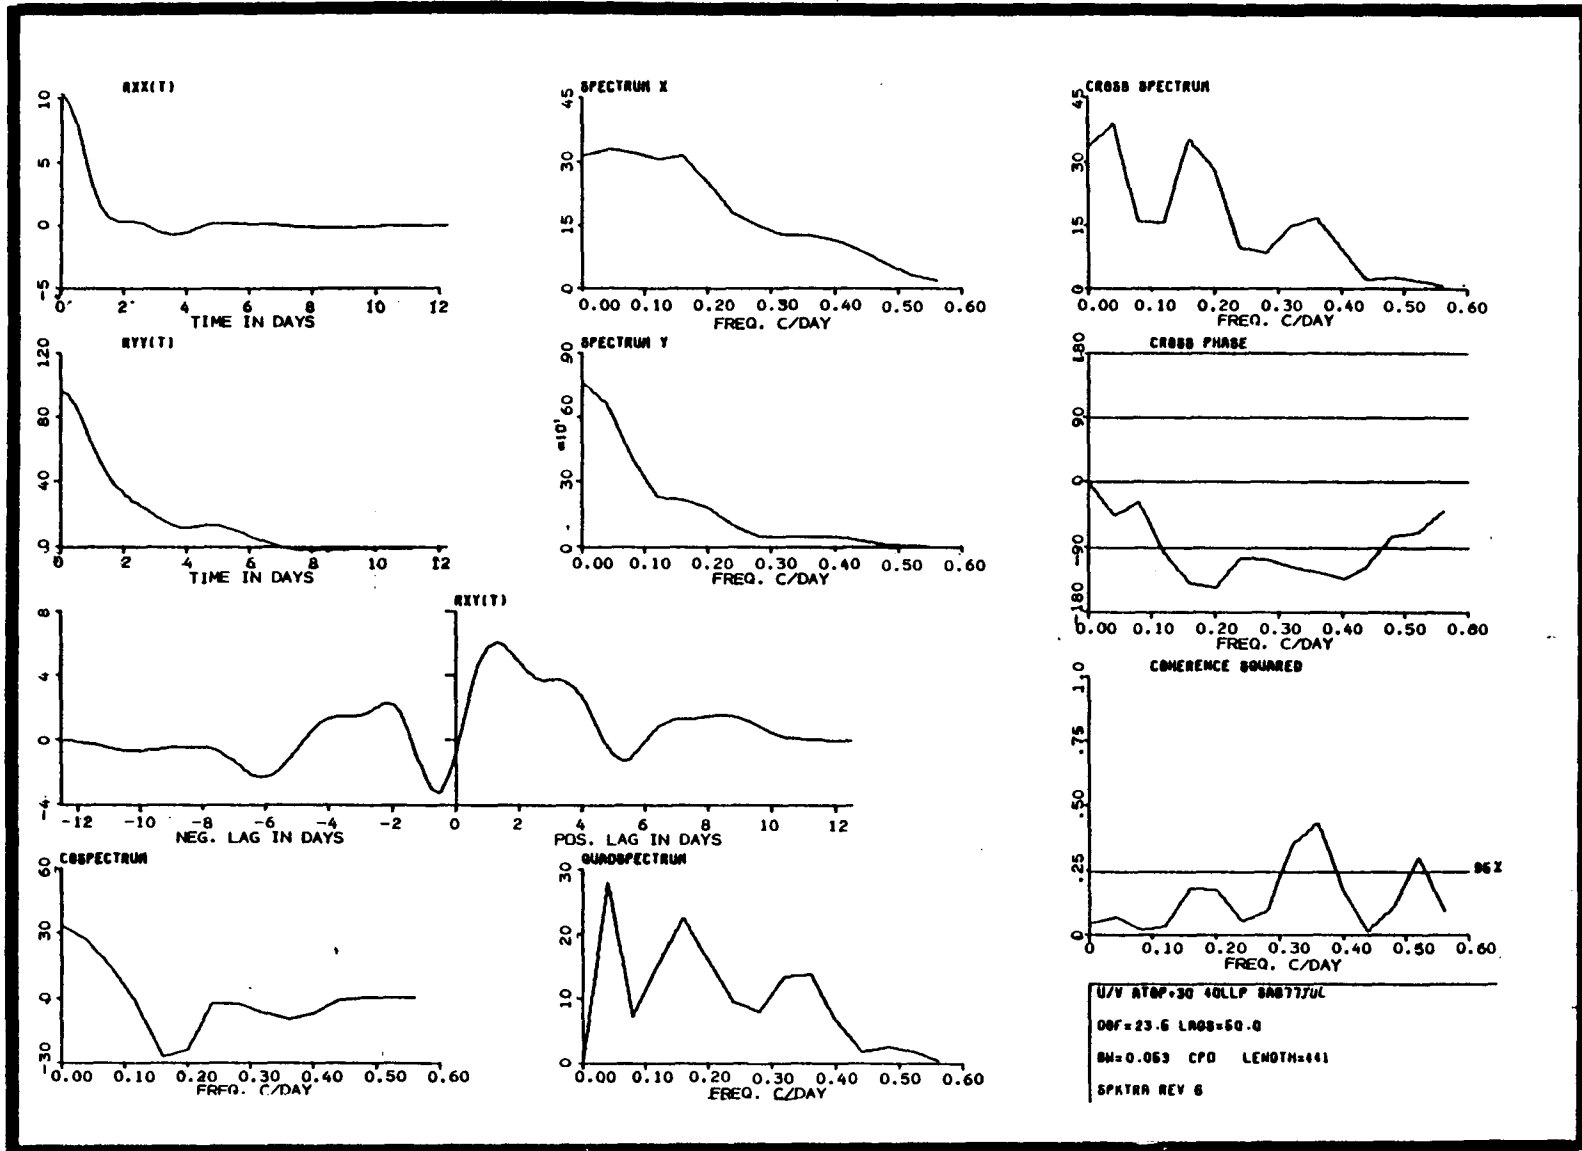 RXX(T)
10
5
0
-5
0 2 4 6 8 10 12
TIME IN DAYS
SPECTRUM X
45
30
15
0
0.00 0.10 0.20 0.30 0.40 0.50 0.60
FREQ. C/DAY
CROSS SPECTRUM
45
30
15
0
0.00 0.10 0.20 0.30 0.40 0.50 0.60
FREQ. C/DAY
RYY(T)
120
80
40
0
0 2 4 6 8 10 12
TIME IN DAYS
SPECTRUM Y
90
60
30
0
×10¹
0.00 0.10 0.20 0.30 0.40 0.50 0.60
FREQ. C/DAY
CROSS PHASE
180
90
0
-90
-180
0.00 0.10 0.20 0.30 0.40 0.50 0.60
FREQ. C/DAY
RXY(T)
8
4
0
-4
-12 -10 -8 -6 -4 -2 0 2 4 6 8 10 12
NEG. LAG IN DAYS POS. LAG IN DAYS
COHERENCE SQUARED
1.0
.75
.50
.25
0
95%
0 0.10 0.20 0.30 0.40 0.50 0.60
FREQ. C/DAY
COSPECTRUM
60
30
0
-30
0.00 0.10 0.20 0.30 0.40 0.50 0.60
FREQ. C/DAY
QUADSPECTRUM
30
20
10
0
0.00 0.10 0.20 0.30 0.40 0.50 0.60
FREQ. C/DAY
U/V ATOP+30 40LLP SAB77JUL
DOF=23.6 LAGS=50.0
BW=0.053 CPD LENGTH=441
SPKTRA REV 6